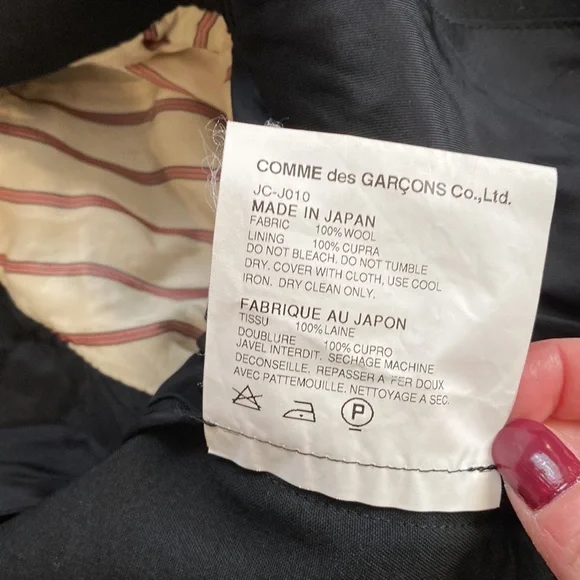 COMME des GARÇONS Co.,Ltd.
JC-J010
MADE IN JAPAN
FABRIC 100%WOOL
LINING 100%CUPRA
DO NOT BLEACH. DO NOT TUMBLE
DRY. COVER WITH CLOTH, USE COOL
IRON. DRY CLEAN ONLY.
FABRIQUE AU JAPON
TISSU 100%LAINE
DOUBLURE 100%CUPRO
JAVEL INTERDIT. SECHAGE MACHINE
DECONSEILLE. REPASSER A FER DOUX
AVEC PATTEMOUILLE. NETTOYAGE A SEC.
P